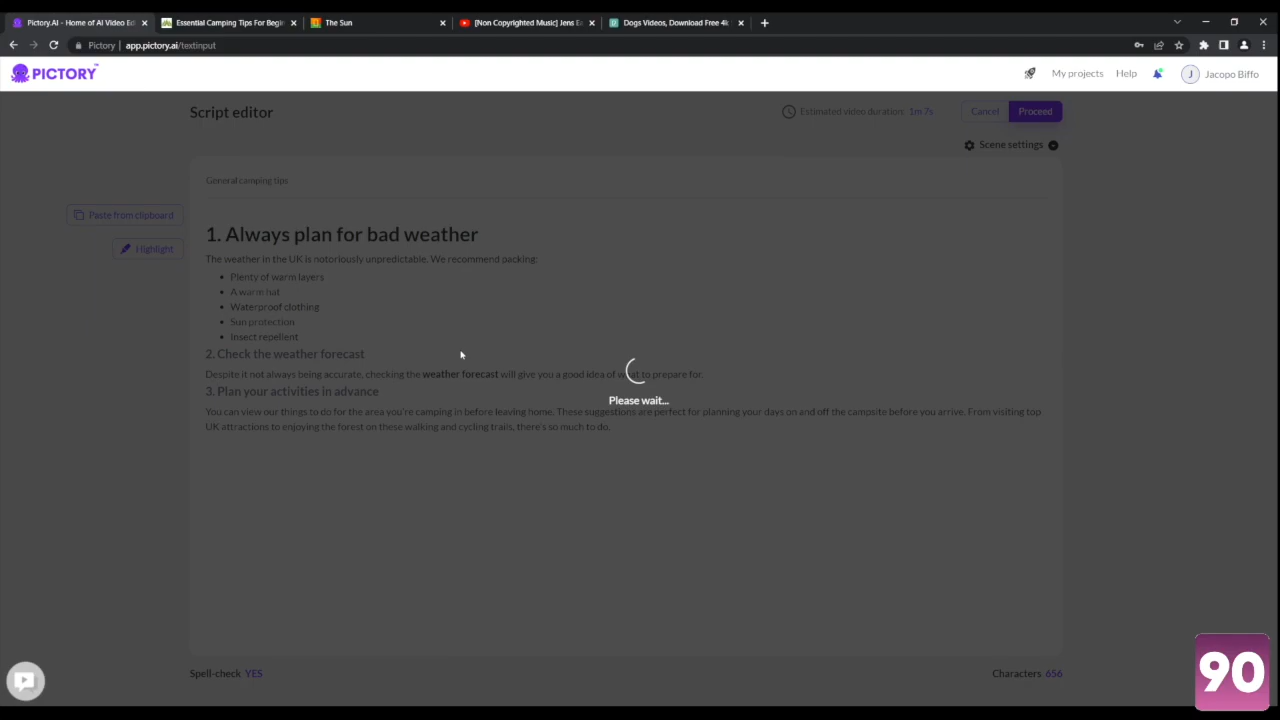 Pictory.AI - Home of AI Video Edi
Essential Camping Tips For Begin
The Sun
[Non Copyrighted Music] Jens Ea
Dogs Videos, Download Free 4k
Pictory | app.pictory.ai/textinput
PICTORY™
My projects
Help
J
Jacopo Biffo
Script editor
Estimated video duration: 1m 7s
Cancel
Proceed
Scene settings
General camping tips
Paste from clipboard
Highlight
1. Always plan for bad weather
The weather in the UK is notoriously unpredictable. We recommend packing:
• Plenty of warm layers
• A warm hat
• Waterproof clothing
• Sun protection
• Insect repellent
2. Check the weather forecast
Despite it not always being accurate, checking the weather forecast will give you a good idea of what to prepare for.
3. Plan your activities in advance
You can view our things to do for the area you're camping in before leaving home. These suggestions are perfect for planning your days on and off the campsite before you arrive. From visiting top
UK attractions to enjoying the forest on these walking and cycling trails, there's so much to do.
Please wait...
Spell-check YES
Characters 656
90